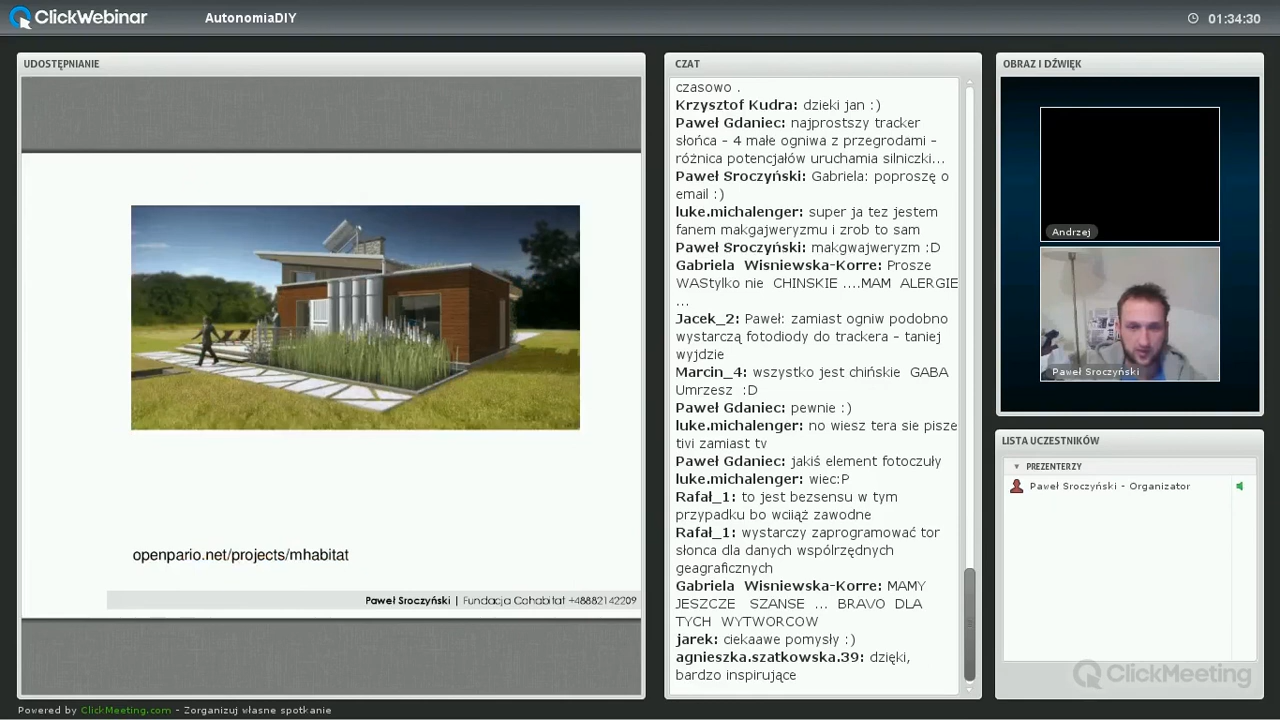 ClickWebinar
AutonomiaDIY
01:34:30
UDOSTĘPNIANIE
openpario.net/projects/mhabitat
Paweł Sroczyński | Fundacja Cohabitat +48882142209
CZAT
czasowo .
Krzysztof Kudra: dzieki jan :)
Paweł Gdaniec: najprostszy tracker
słońca - 4 małe ogniwa z przegrodami -
różnica potencjałów uruchamia silniczki...
Paweł Sroczyński: Gabriela: poproszę o
email :)
luke.michalenger: super ja tez jestem
fanem makgajweryzmu i zrob to sam
Paweł Sroczyński: makgwajweryzm :D
Gabriela Wisniewska-Korre: Prosze
WAStylko nie CHINSKIE ....MAM ALERGIE
...
Jacek_2: Paweł: zamiast ogniw podobno
wystarczą fotodiody do trackera - taniej
wyjdzie
Marcin_4: wszystko jest chińskie GABA
Umrzesz :D
Paweł Gdaniec: pewnie :)
luke.michalenger: no wiesz tera sie pisze
tivi zamiast tv
Paweł Gdaniec: jakiś element fotoczuły
luke.michalenger: wiec:P
Rafał_1: to jest bezsensu w tym
przypadku bo wciiąż zawodne
Rafał_1: wystarczy zaprogramować tor
słonca dla danych wspólrzędnych
geagraficznych
Gabriela Wisniewska-Korre: MAMY
JESZCZE SZANSE ... BRAVO DLA
TYCH WYTWORCOW
jarek: ciekaawe pomysły :)
agnieszka.szatkowska.39: dzięki,
bardzo inspirujące
OBRAZ I DŹWIĘK
Andrzej
Paweł Sroczyński
LISTA UCZESTNIKÓW
PREZENTERZY
Paweł Sroczyński - Organizator
ClickMeeting
Powered by ClickMeeting.com - Zorganizuj własne spotkanie